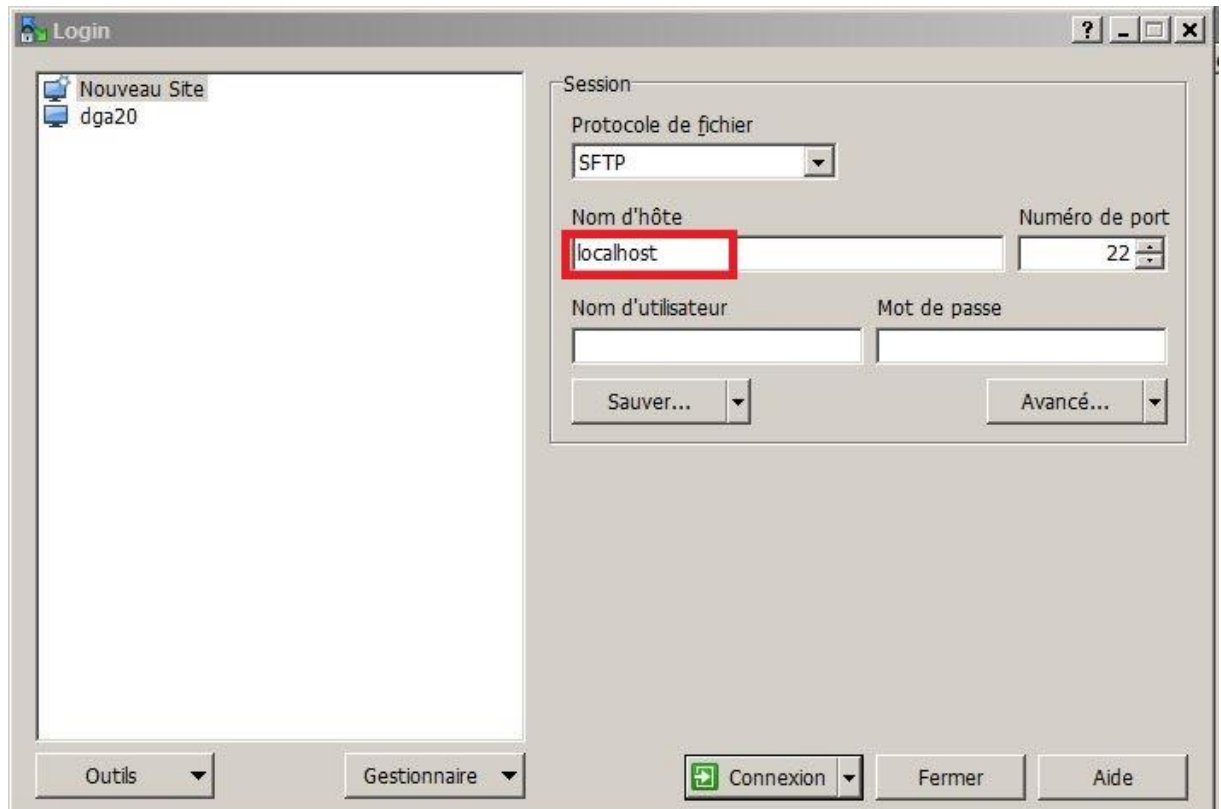 Login
Nouveau Site
dga20
Session
Protocole de fichier
SFTP
Nom d'hôte
Numéro de port
localhost
22
Nom d'utilisateur
Mot de passe
Sauver...
Avancé...
Outils
Gestionnaire
Connexion
Fermer
Aide